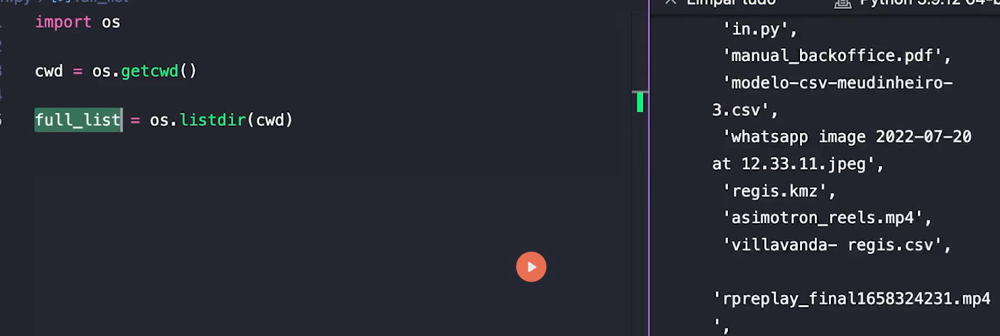 full_list
import os
cwd = os.getcwd()
full_list = os.listdir(cwd)
Limpar tudo
Python 3.9.12 64-b
'in.py',
'manual_backoffice.pdf',
'modelo-csv-meudinheiro-
3.csv',
'whatsapp image 2022-07-20
at 12.33.11.jpeg',
'regis.kmz',
'asimotron_reels.mp4',
'villavanda- regis.csv',
'rpreplay_final1658324231.mp4
',